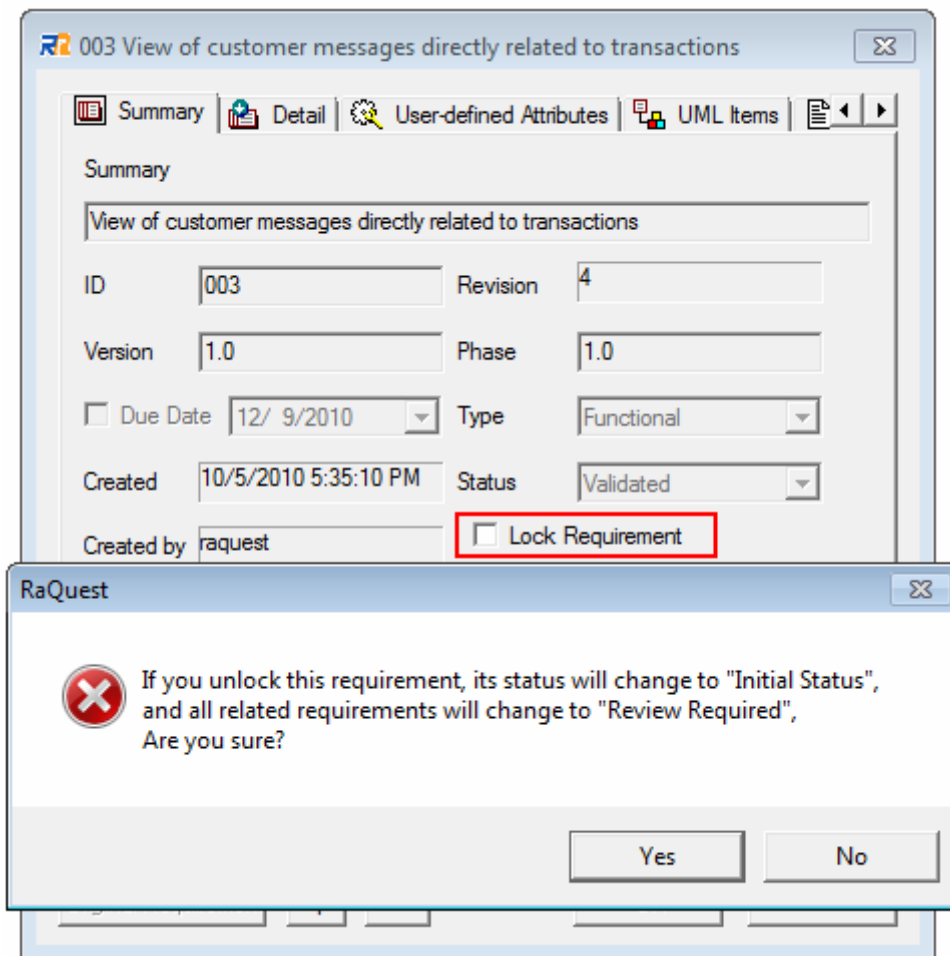 003 View of customer messages directly related to transactions
Summary Detail User-defined Attributes UML Items
Summary
View of customer messages directly related to transactions
ID 003 Revision 4
Version 1.0 Phase 1.0
Due Date 12/ 9/2010 Type Functional
Created 10/5/2010 5:35:10 PM Status Validated
Created by raquest Lock Requirement
RaQuest
If you unlock this requirement, its status will change to "Initial Status",
and all related requirements will change to "Review Required",
Are you sure?
Yes No